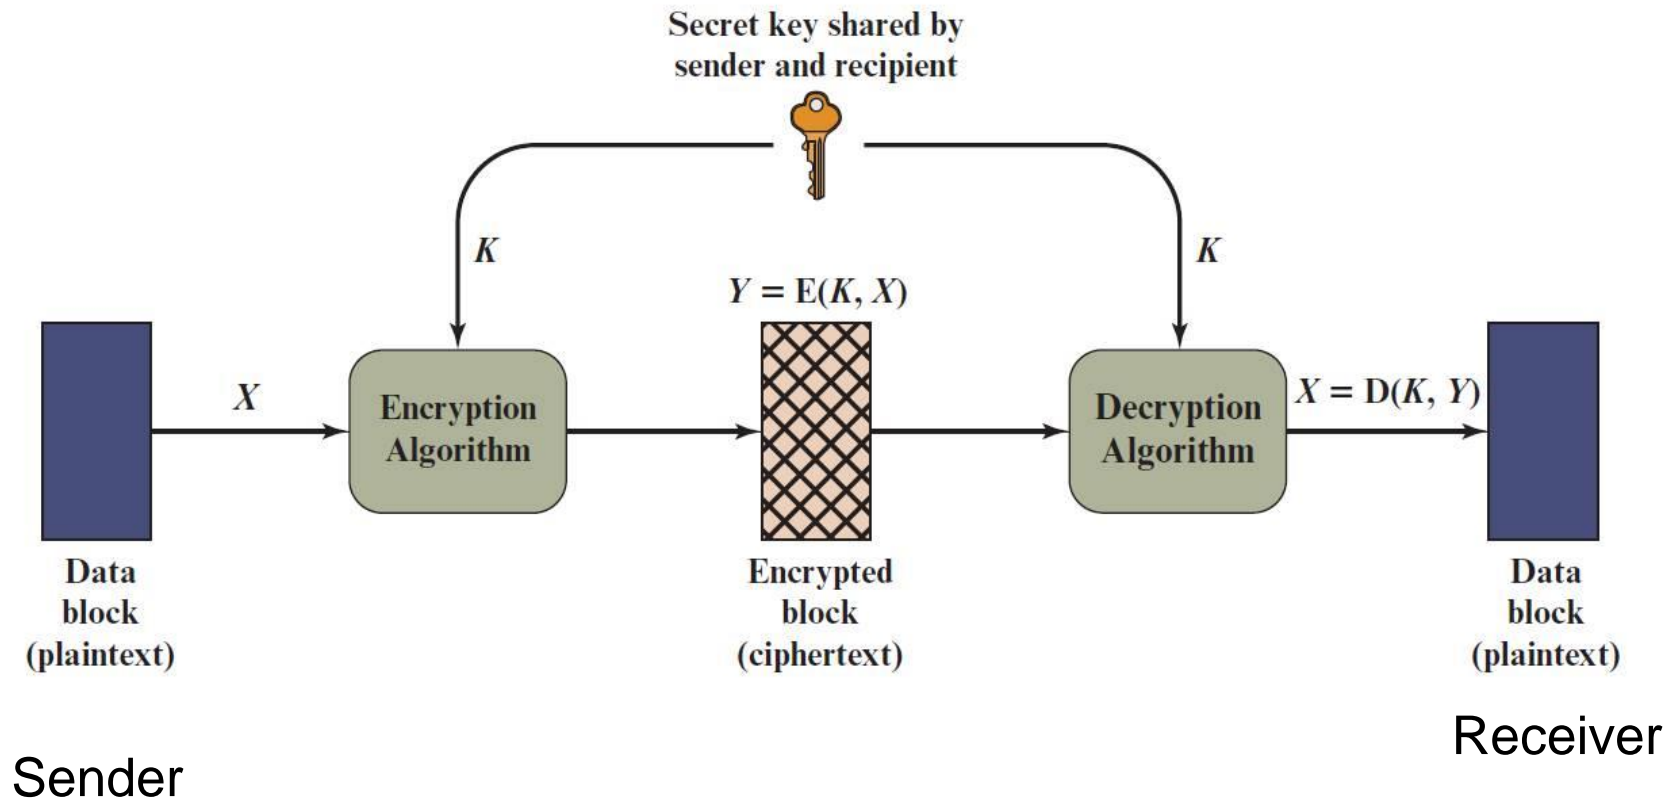 Secret key shared by
sender and recipient
K
K
Y = E(K, X)
X
Encryption
Algorithm
Decryption
Algorithm
X = D(K, Y)
Data
block
(plaintext)
Encrypted
block
(ciphertext)
Data
block
(plaintext)
Sender
Receiver